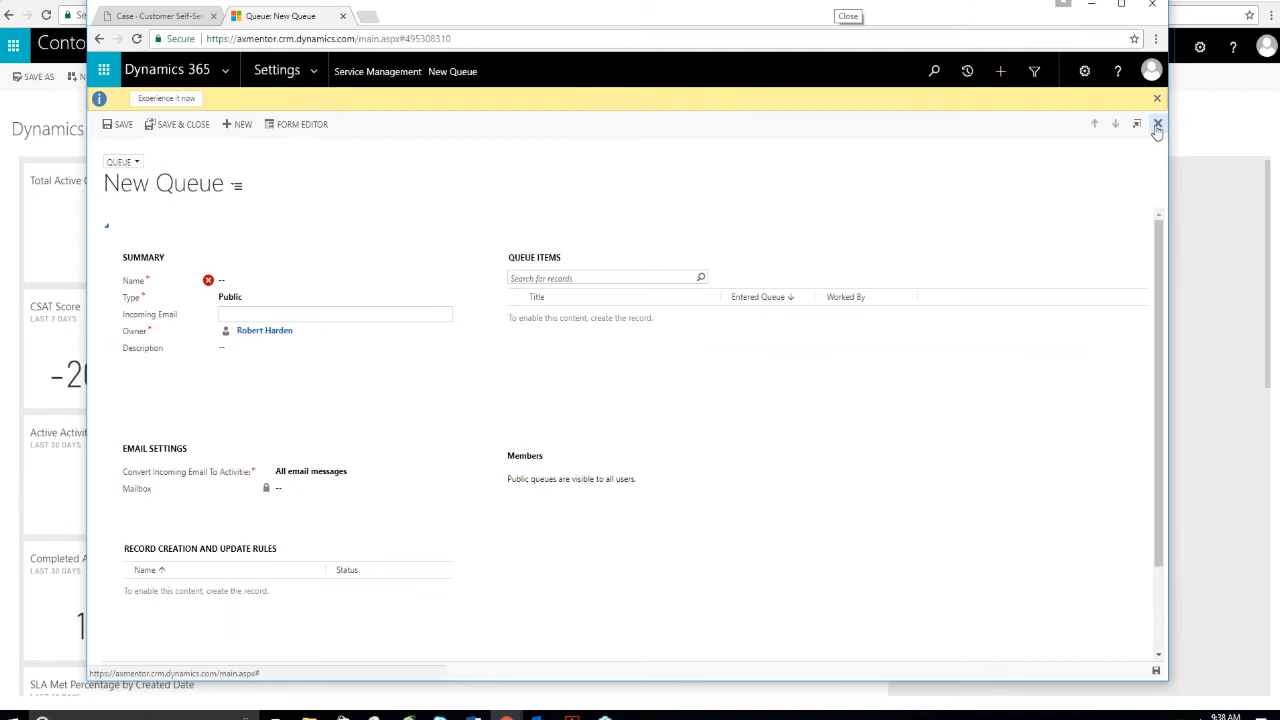 Case - Customer Self-Se
Queue: New Queue
Close
Secure
https://axmentor.crm.dynamics.com/main.aspx#495308310
Conto
Dynamics 365
Settings
Service Management
New Queue
Experience it now
SAVE AS
SAVE
SAVE & CLOSE
NEW
FORM EDITOR
Dynamics
QUEUE
New Queue
Total Active
SUMMARY
QUEUE ITEMS
Name*
--
Search for records
Type*
Public
Title
Entered Queue
Worked By
Incoming Email
To enable this content, create the record.
Owner*
Robert Harden
Description
--
CSAT Score
LAST 7 DAYS
-20
Active Activi
LAST 30 DAYS
EMAIL SETTINGS
Members
Convert Incoming Email To Activities*
All email messages
Public queues are visible to all users.
Mailbox
--
RECORD CREATION AND UPDATE RULES
Completed A
LAST 30 DAYS
Name
Status
To enable this content, create the record.
1
https://axmentor.crm.dynamics.com/main.aspx#
SLA Met Percentage by Created Date
LAST 30 DAYS
9:38 AM